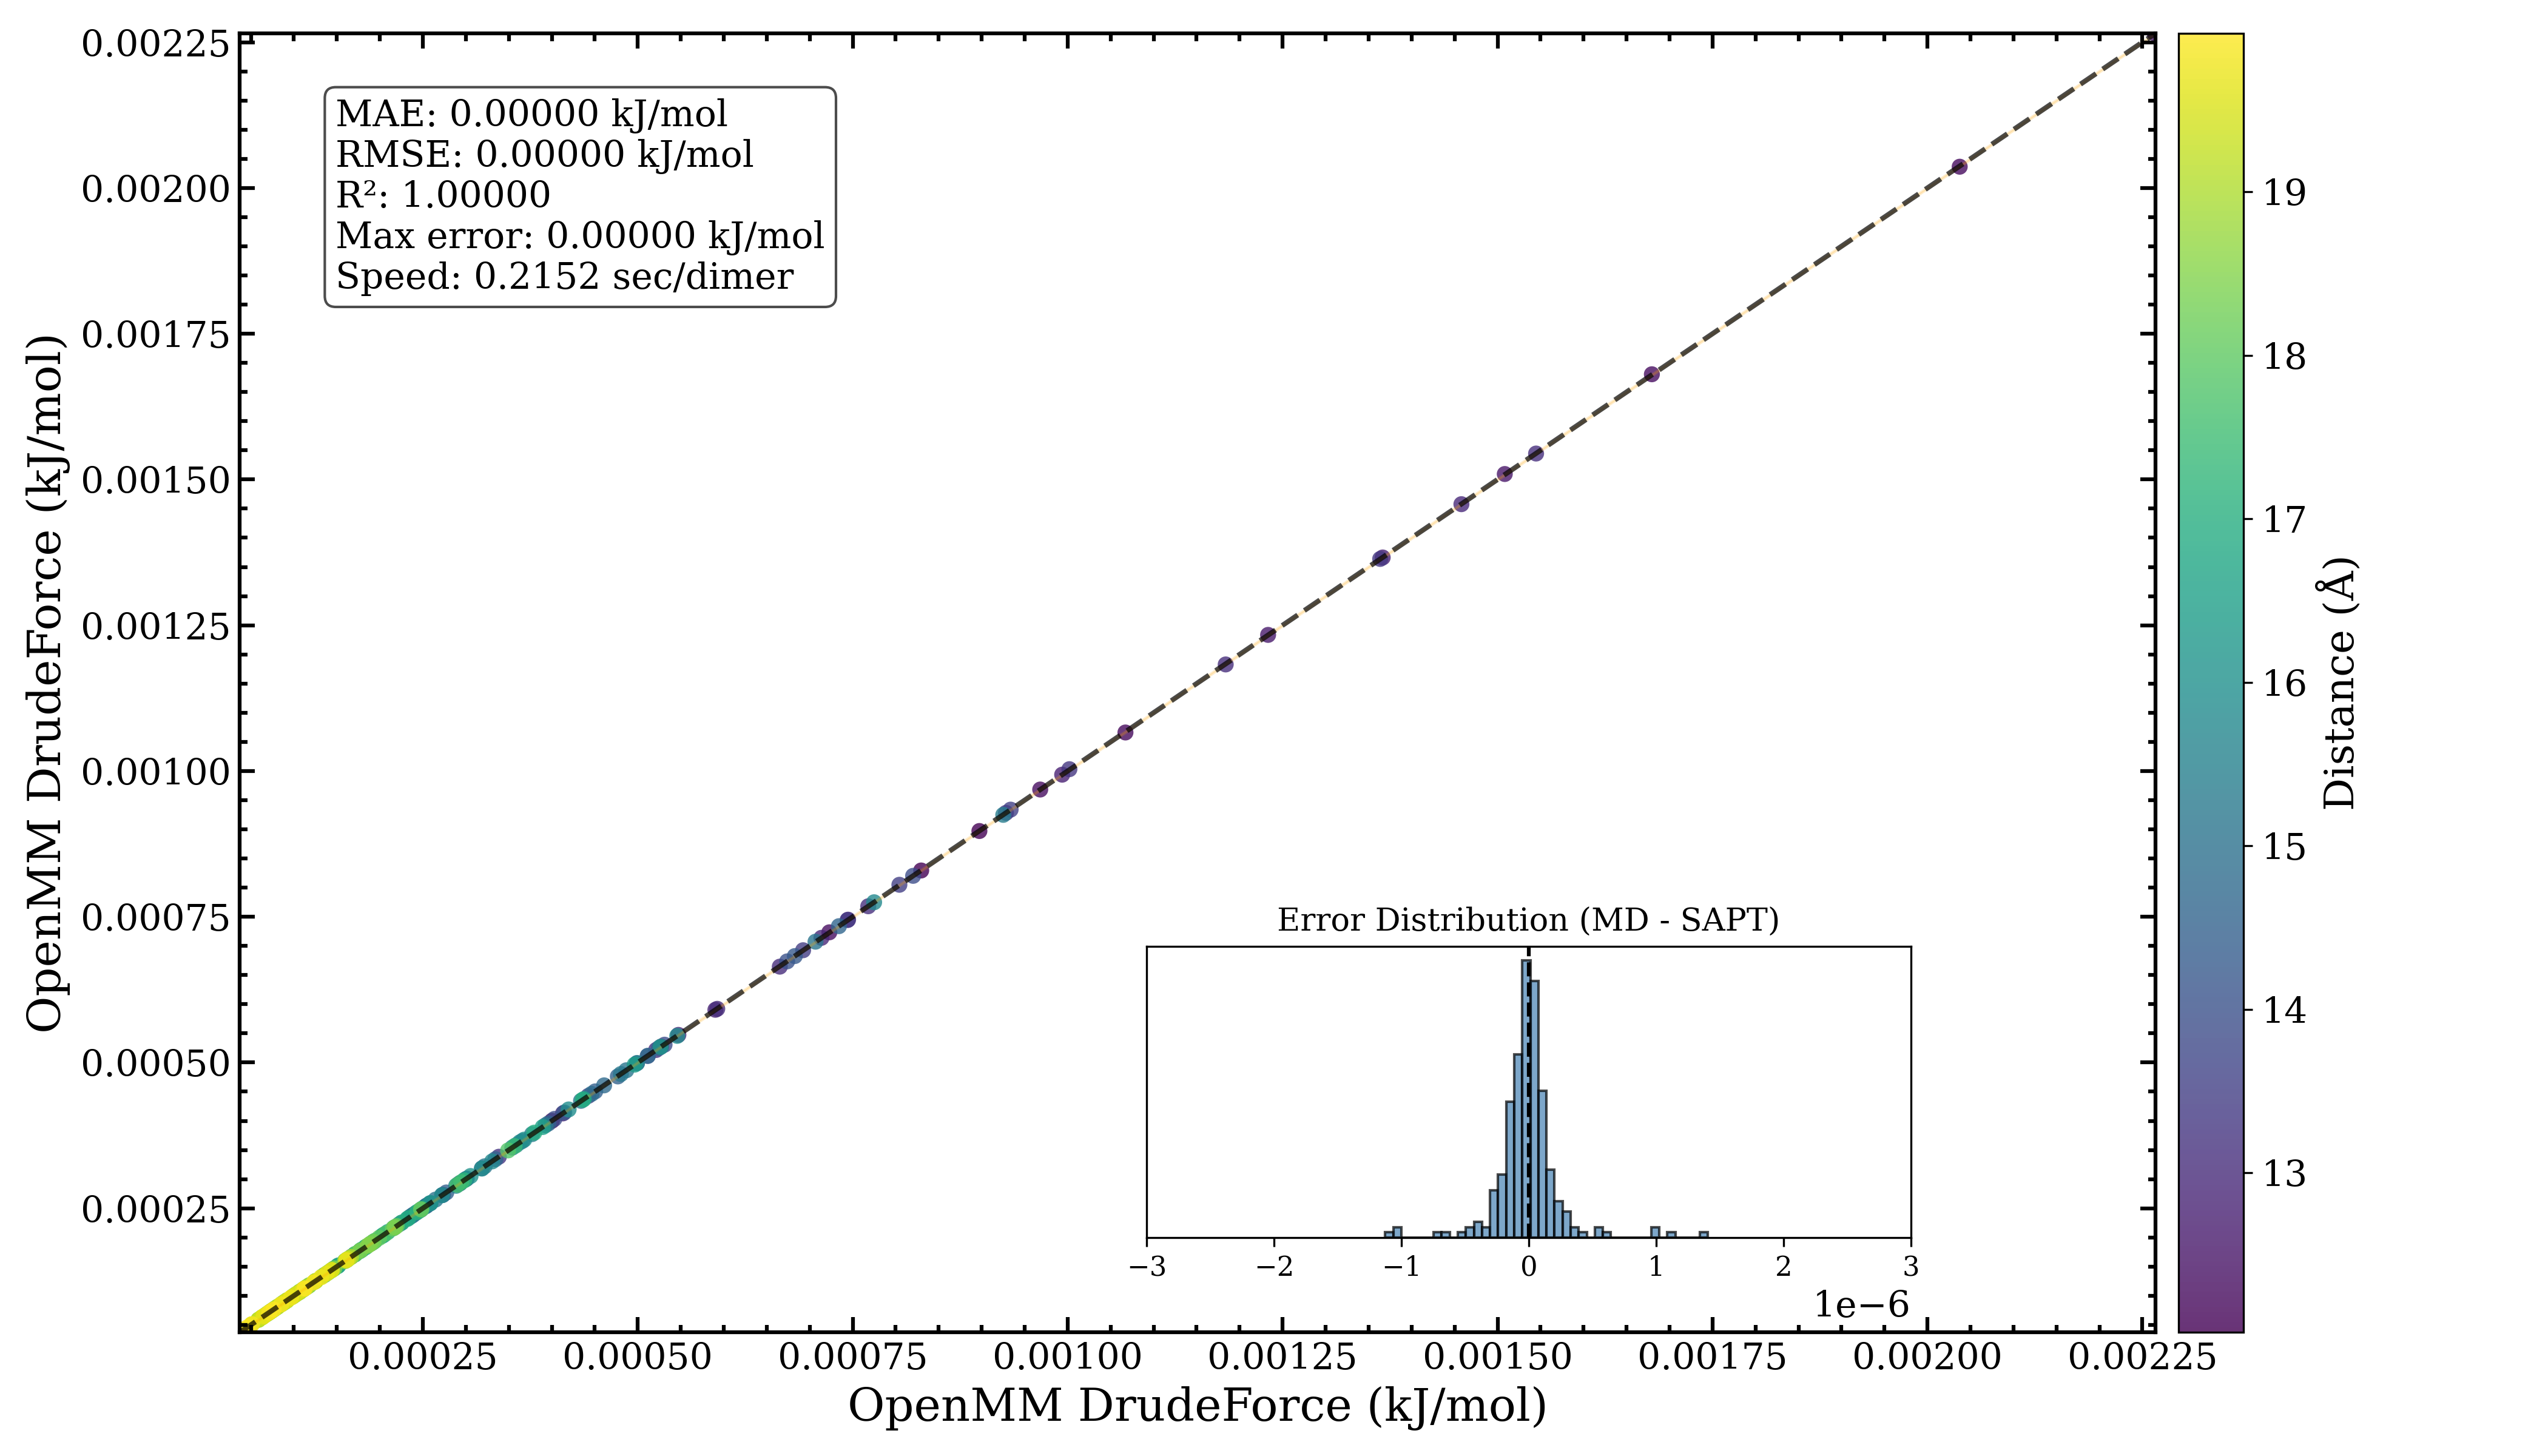 0.00225
0.00200
0.00175
0.00150
0.00125
0.00100
0.00075
0.00050
0.00025
OpenMM DrudeForce (kJ/mol)
MAE: 0.00000 kJ/mol
RMSE: 0.00000 kJ/mol
R²: 1.00000
Max error: 0.00000 kJ/mol
Speed: 0.2152 sec/dimer
Error Distribution (MD - SAPT)
−3 −2 −1 0 1 2 3
1e−6
0.00025 0.00050 0.00075 0.00100 0.00125 0.00150 0.00175 0.00200 0.00225
OpenMM DrudeForce (kJ/mol)
19
18
17
16
15
14
13
Distance (Å)